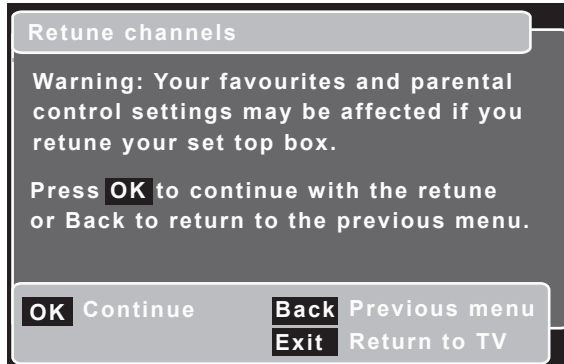 Retune channels
Warning: Your favourites and parental
control settings may be affected if you
retune your set top box.
Press OK to continue with the retune
or Back to return to the previous menu.
OK Continue Back Previous menu
Exit Return to TV